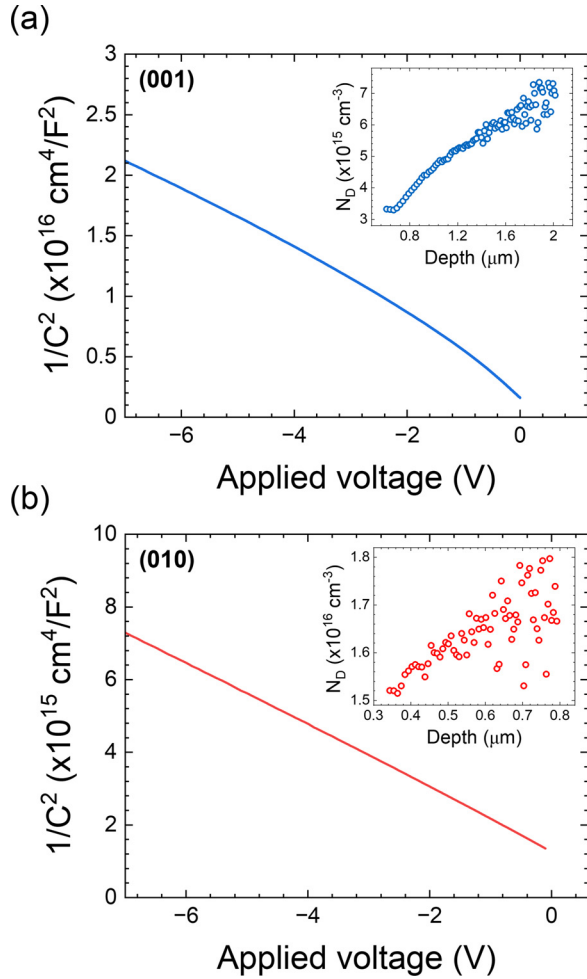 (a)
(001)
1/C² (x10¹⁶ cm⁴/F²)
3
2.5
2
1.5
1
0.5
0
−6 −4 −2 0
Applied voltage (V)
N_D (x10¹⁵ cm⁻³)
7
6
5
4
3
0.8 1.2 1.6 2
Depth (μm)
(b)
(010)
1/C² (x10¹⁵ cm⁴/F²)
10
8
6
4
2
0
−6 −4 −2 0
Applied voltage (V)
N_D (x10¹⁶ cm⁻³)
1.8
1.7
1.6
1.5
0.3 0.4 0.5 0.6 0.7 0.8
Depth (μm)